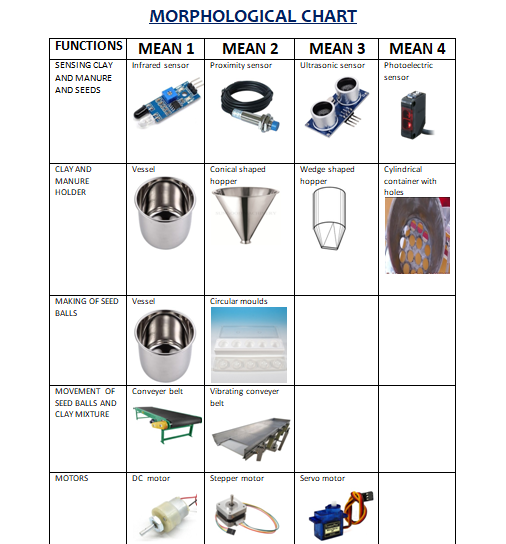 MORPHOLOGICAL CHART
FUNCTIONS MEAN 1 MEAN 2 MEAN 3 MEAN 4
SENSING CLAY
AND MANURE
AND SEEDS
Infrared sensor
Proximity sensor
Ultrasonic sensor
Photoelectric
sensor
CLAY AND
MANURE
HOLDER
Vessel
Conical shaped
hopper
Wedge shaped
hopper
Cylindrical
container with
holes
MAKING OF SEED
BALLS
Vessel
Circular moulds
MOVEMENT OF
SEED BALLS AND
CLAY MIXTURE
Conveyer belt
Vibrating conveyer
belt
MOTORS
DC motor
Stepper motor
Servo motor